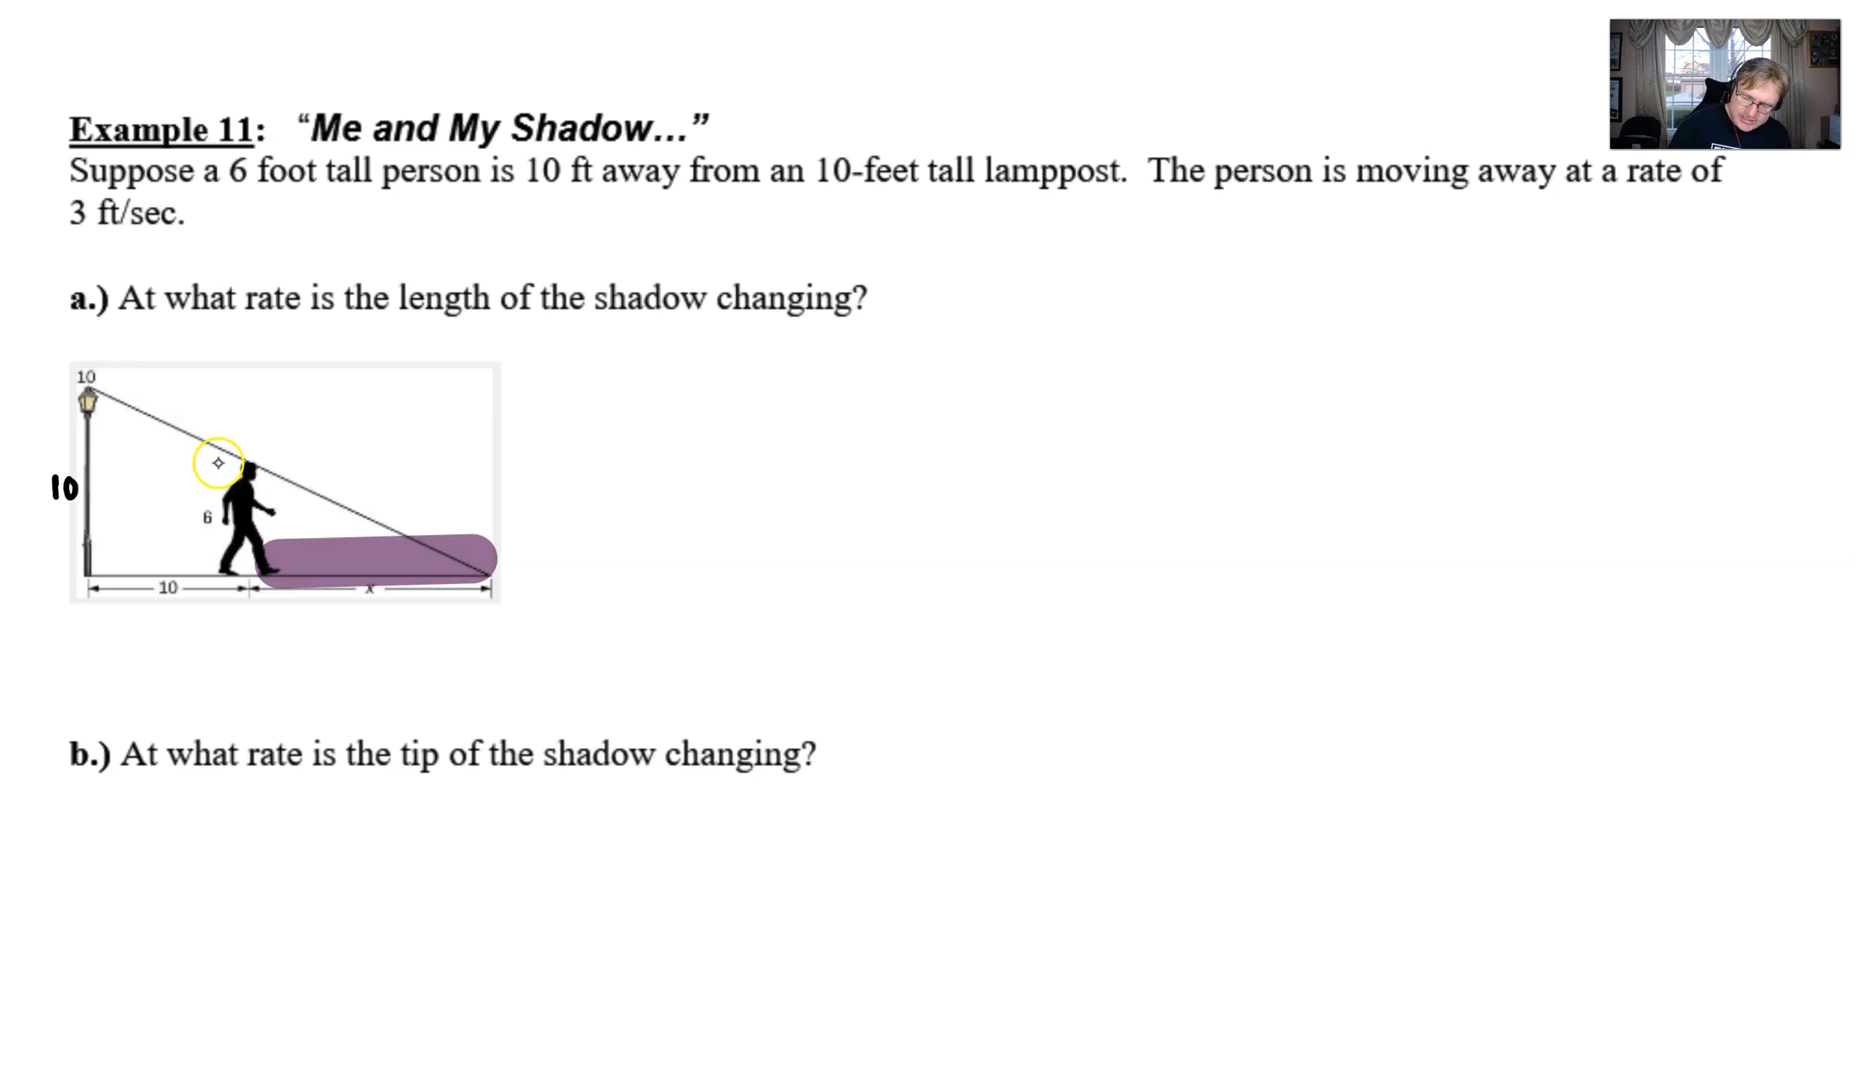 Example 11: “Me and My Shadow...”
Suppose a 6 foot tall person is 10 ft away from an 10-feet tall lamppost. The person is moving away at a rate of
3 ft/sec.
a.) At what rate is the length of the shadow changing?
10
10
6
10
x
b.) At what rate is the tip of the shadow changing?